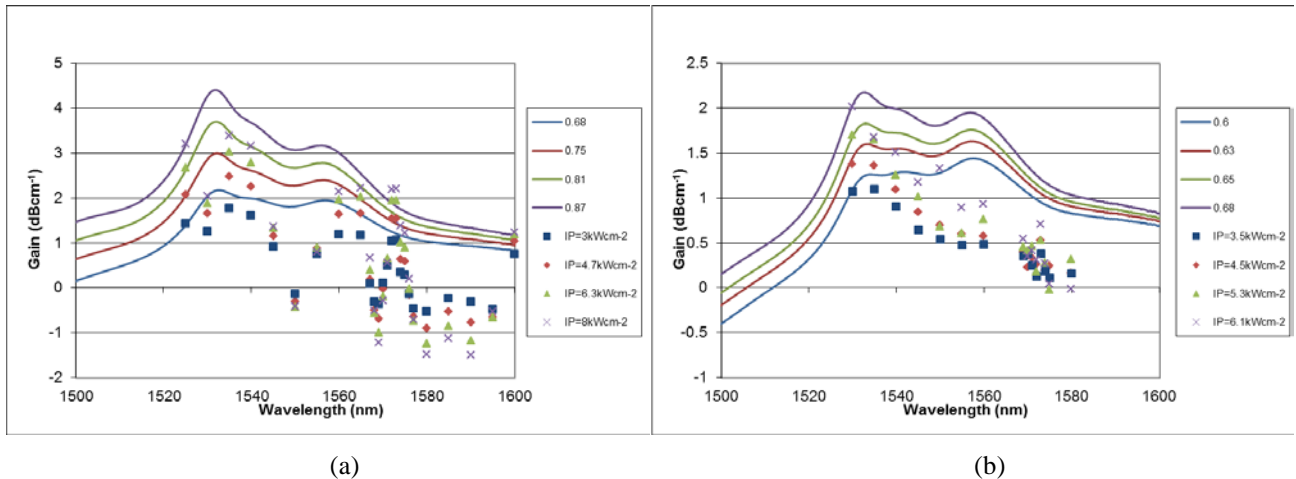 5
4
3
2
1
0
-1
-2
Gain (dBcm⁻¹)
1500 1520 1540 1560 1580 1600
Wavelength (nm)
0.68
0.75
0.81
0.87
IP=3kWcm-2
IP=4.7kWcm-2
IP=6.3kWcm-2
IP=8kWcm-2
(a)
2.5
2
1.5
1
0.5
0
-0.5
-1
Gain (dBcm⁻¹)
1500 1520 1540 1560 1580 1600
Wavelength (nm)
0.6
0.63
0.65
0.68
IP=3.5kWcm-2
IP=4.5kWcm-2
IP=5.3kWcm-2
IP=6.1kWcm-2
(b)